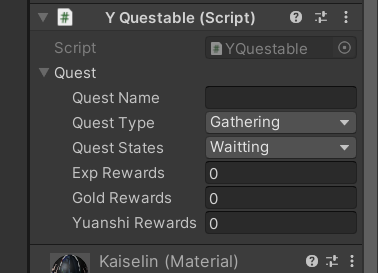 Y Questable (Script)
Script YQuestable
Quest
Quest Name
Quest Type Gathering
Quest States Waitting
Exp Rewards 0
Gold Rewards 0
Yuanshi Rewards 0
Kaiselin (Material)